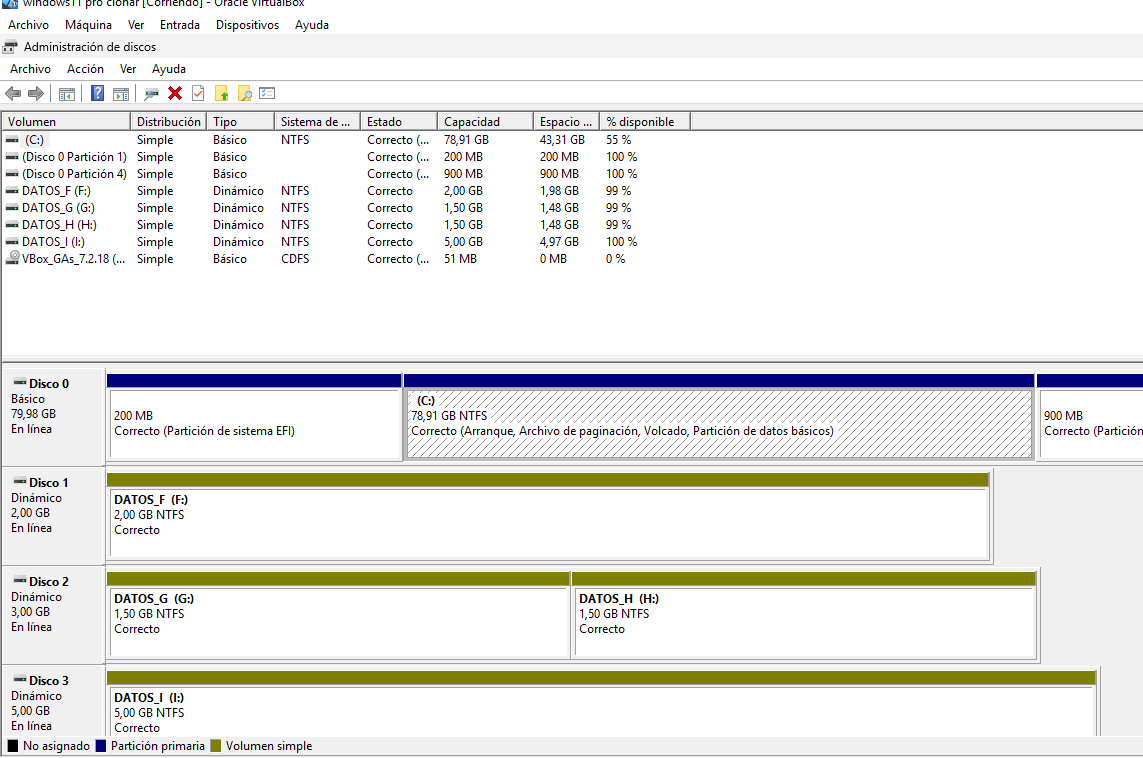 windows11 pro clonar [Corriendo] - Oracle VirtualBox
Archivo Máquina Ver Entrada Dispositivos Ayuda
Administración de discos
Archivo Acción Ver Ayuda
Volumen Distribución Tipo Sistema de ... Estado Capacidad Espacio ... % disponible
(C:) Simple Básico NTFS Correcto (... 78,91 GB 43,31 GB 55 %
(Disco 0 Partición 1) Simple Básico Correcto (... 200 MB 200 MB 100 %
(Disco 0 Partición 4) Simple Básico Correcto (... 900 MB 900 MB 100 %
DATOS_F (F:) Simple Dinámico NTFS Correcto 2,00 GB 1,98 GB 99 %
DATOS_G (G:) Simple Dinámico NTFS Correcto 1,50 GB 1,48 GB 99 %
DATOS_H (H:) Simple Dinámico NTFS Correcto 1,50 GB 1,48 GB 99 %
DATOS_I (I:) Simple Dinámico NTFS Correcto 5,00 GB 4,97 GB 100 %
VBox_GAs_7.2.18 (... Simple Básico CDFS Correcto (... 51 MB 0 MB 0 %
Disco 0
Básico
79,98 GB
En línea
200 MB
Correcto (Partición de sistema EFI)
(C:)
78,91 GB NTFS
Correcto (Arranque, Archivo de paginación, Volcado, Partición de datos básicos)
900 MB
Correcto (Partición
Disco 1
Dinámico
2,00 GB
En línea
DATOS_F (F:)
2,00 GB NTFS
Correcto
Disco 2
Dinámico
3,00 GB
En línea
DATOS_G (G:)
1,50 GB NTFS
Correcto
DATOS_H (H:)
1,50 GB NTFS
Correcto
Disco 3
Dinámico
5,00 GB
En línea
DATOS_I (I:)
5,00 GB NTFS
Correcto
No asignado Partición primaria Volumen simple